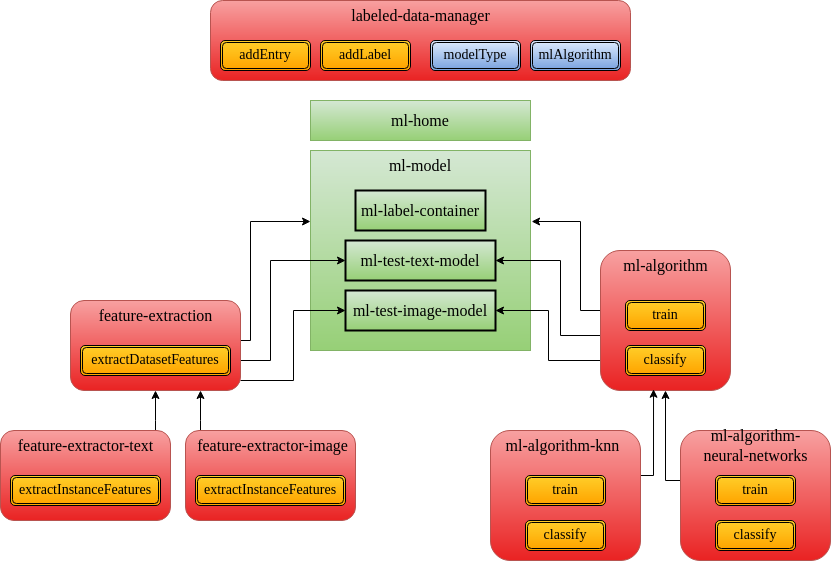 labeled-data-manager
addEntry
addLabel
modelType
mlAlgorithm
ml-home
ml-model
ml-label-container
ml-test-text-model
ml-test-image-model
feature-extraction
extractDatasetFeatures
ml-algorithm
train
classify
feature-extractor-text
extractInstanceFeatures
feature-extractor-image
extractInstanceFeatures
ml-algorithm-knn
train
classify
ml-algorithm-
neural-networks
train
classify